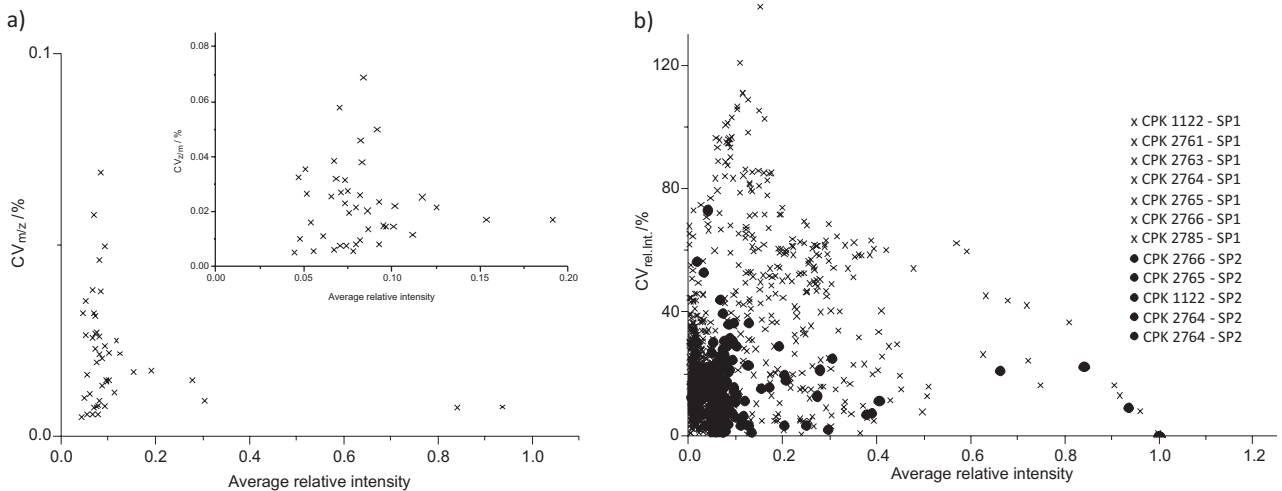 a)
0.1
CVm/z/%
0.0
0.0
0.2
0.4
0.6
0.8
1.0
Average relative intensity
0.08
0.06
0.04
0.02
0.00
CVz/m / %
0.00
0.05
0.10
0.15
0.20
Average relative intensity
b)
120
80
40
0
CVrel.Int./%
0.0
0.2
0.4
0.6
0.8
1.0
1.2
Average relative intensity
x CPK 1122 - SP1
x CPK 2761 - SP1
x CPK 2763 - SP1
x CPK 2764 - SP1
x CPK 2765 - SP1
x CPK 2766 - SP1
x CPK 2785 - SP1
● CPK 2766 - SP2
● CPK 2765 - SP2
● CPK 1122 - SP2
● CPK 2764 - SP2
● CPK 2764 - SP2